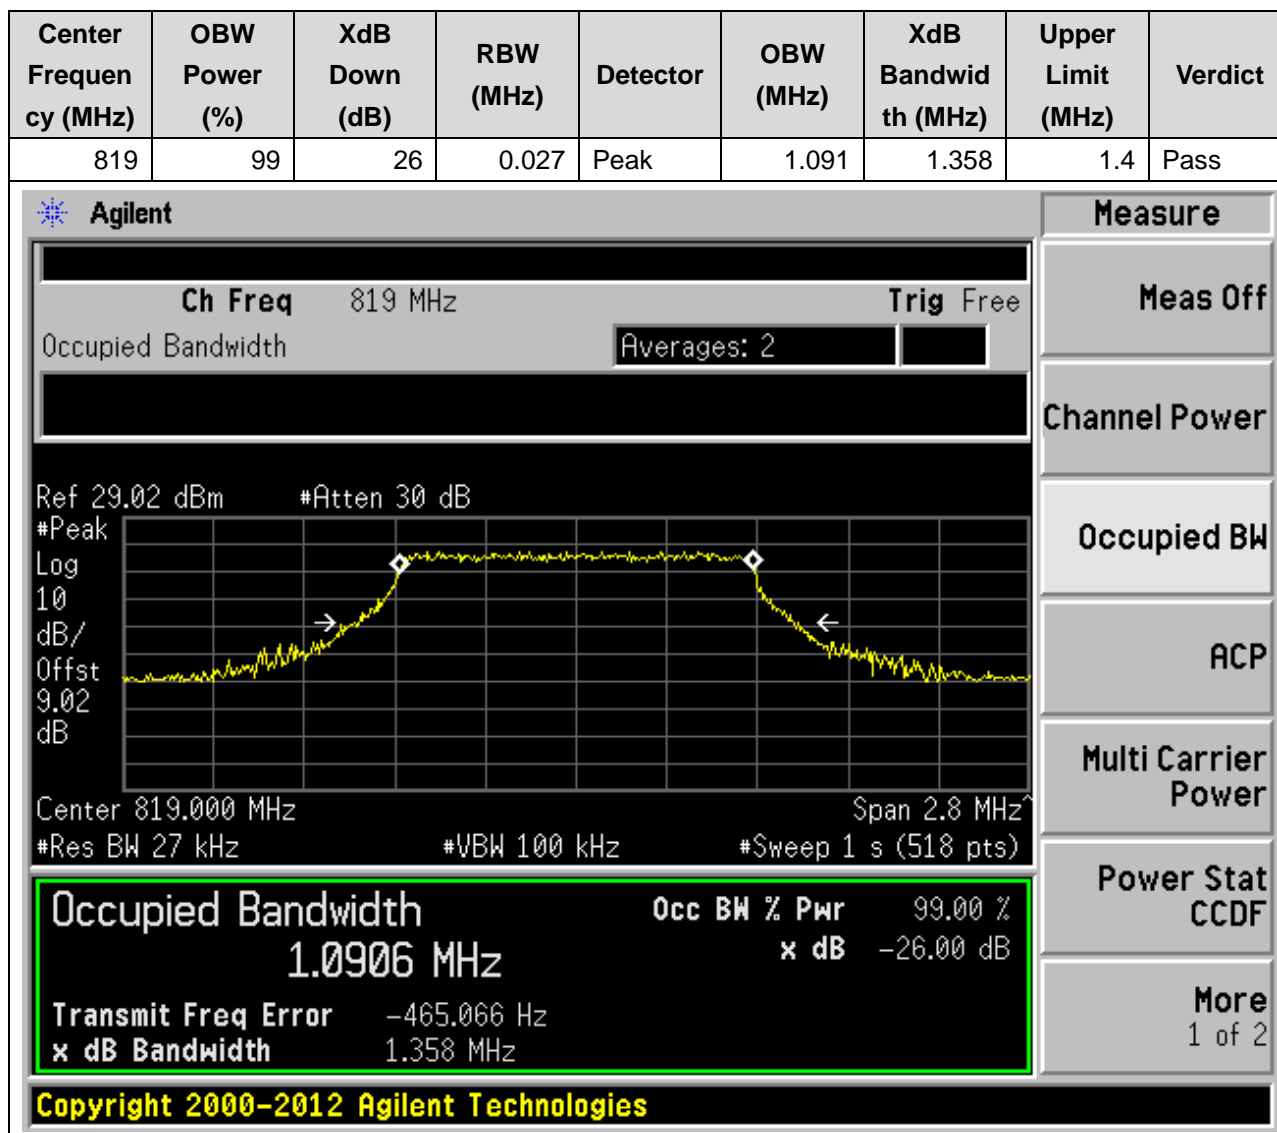 Center Frequen cy (MHz) OBW Power (%) XdB Down (dB) RBW (MHz) Detector OBW (MHz) XdB Bandwid th (MHz) Upper Limit (MHz) Verdict
819 99 26 0.027 Peak 1.091 1.358 1.4 Pass
Agilent
Measure
Ch Freq 819 MHz Trig Free
Occupied Bandwidth Averages: 2
Ref 29.02 dBm #Atten 30 dB
#Peak
Log
10
dB/
Offst
9.02
dB
Center 819.000 MHz Span 2.8 MHz^
#Res BW 27 kHz #VBW 100 kHz #Sweep 1 s (518 pts)
Occupied Bandwidth Occ BW % Pwr 99.00 %
1.0906 MHz x dB -26.00 dB
Transmit Freq Error -465.066 Hz
x dB Bandwidth 1.358 MHz
Copyright 2000-2012 Agilent Technologies
Meas Off
Channel Power
Occupied BW
ACP
Multi Carrier
Power
Power Stat
CCDF
More
1 of 2